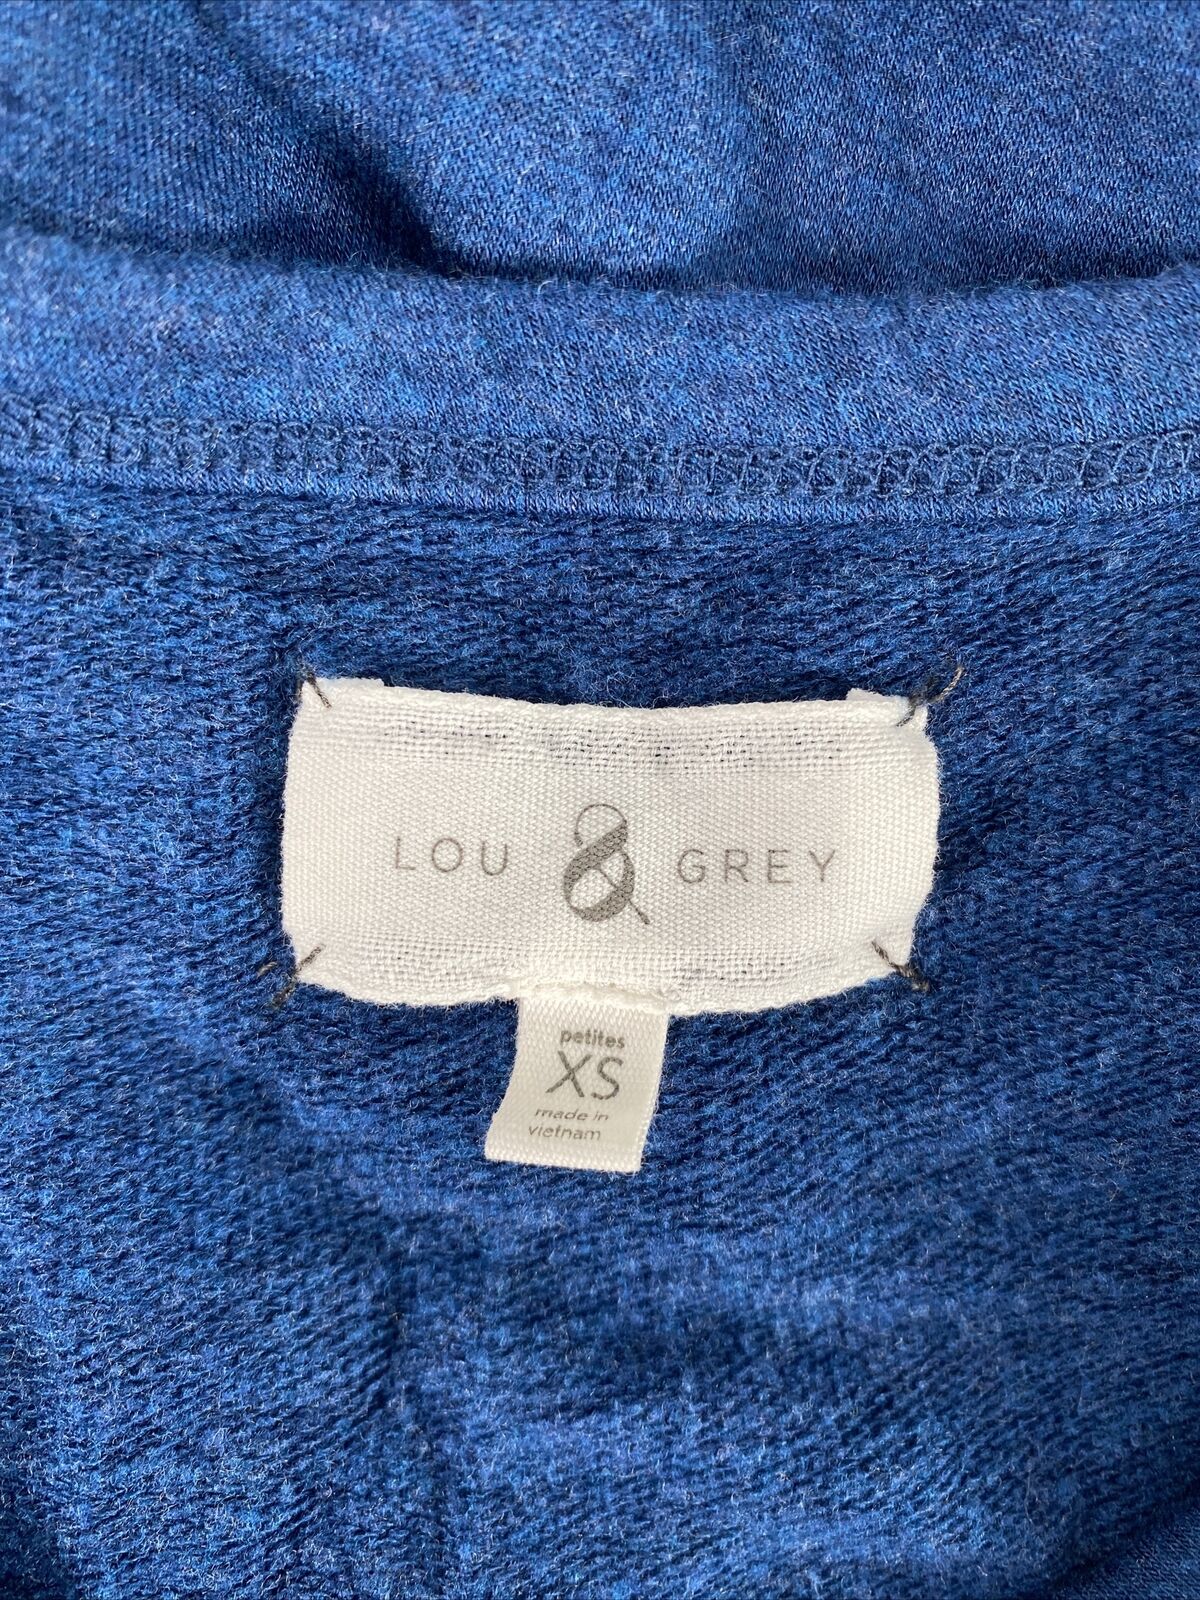 LOU & GREY
petites
XS
made in
vietnam